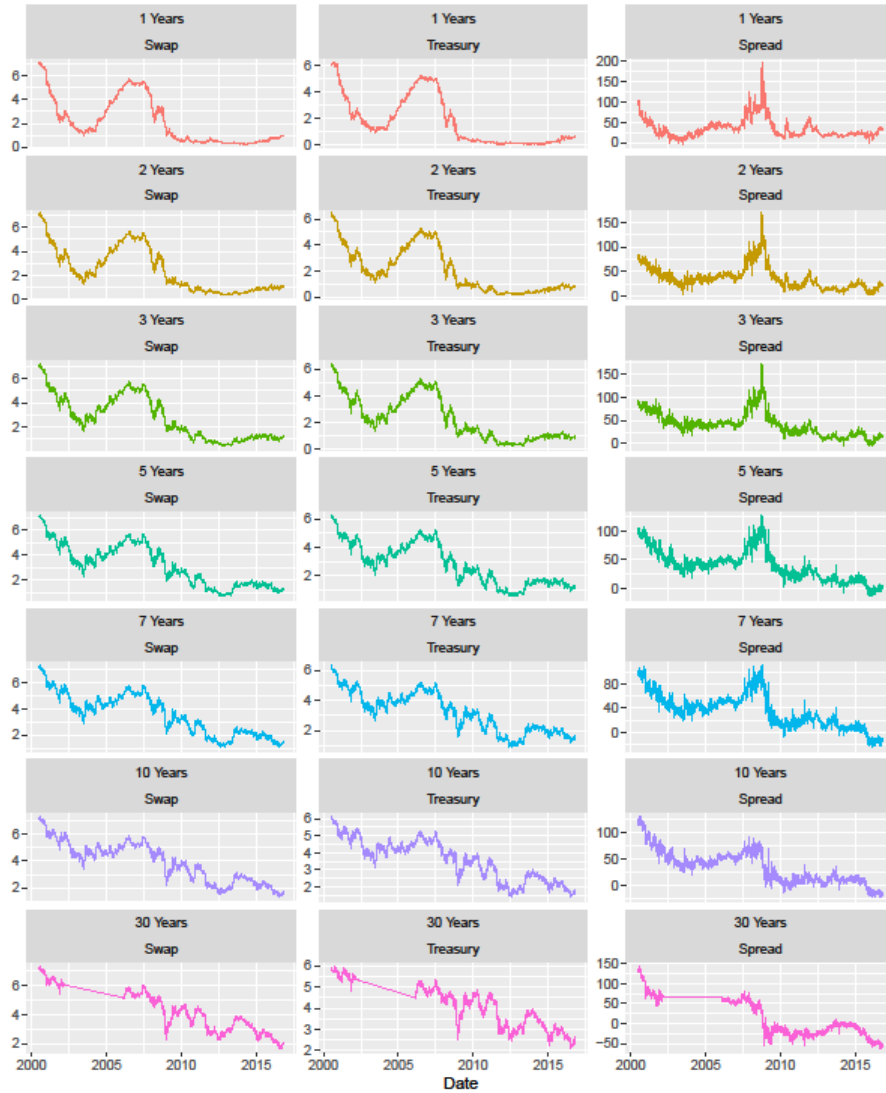 1 Years
1 Years
1 Years
Swap
Treasury
Spread
6
4
2
0
6
4
2
0
200
150
100
50
0
2 Years
2 Years
2 Years
Swap
Treasury
Spread
6
4
2
0
6
4
2
0
150
100
50
0
3 Years
3 Years
3 Years
Swap
Treasury
Spread
6
4
2
6
4
2
0
150
100
50
0
5 Years
5 Years
5 Years
Swap
Treasury
Spread
6
4
2
6
4
2
100
50
0
7 Years
7 Years
7 Years
Swap
Treasury
Spread
6
4
2
6
4
2
80
40
0
10 Years
10 Years
10 Years
Swap
Treasury
Spread
6
4
2
6
5
4
3
2
100
50
0
30 Years
30 Years
30 Years
Swap
Treasury
Spread
6
4
2
6
5
4
3
2
150
100
50
0
−50
2000 2005 2010 2015
2000 2005 2010 2015
2000 2005 2010 2015
Date